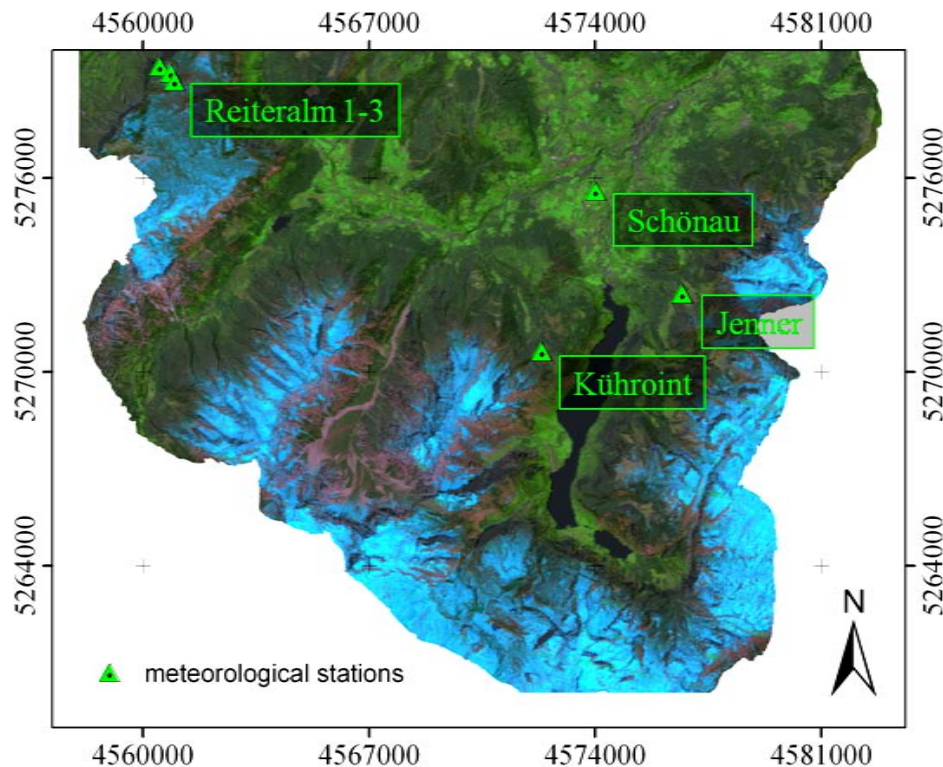 4560000 4567000 4574000 4581000
Reiteralm 1-3
5276000 5276000
Schönau
Jenner
5270000 5270000
Kühroint
5264000 5264000
N
meteorological stations
4560000 4567000 4574000 4581000